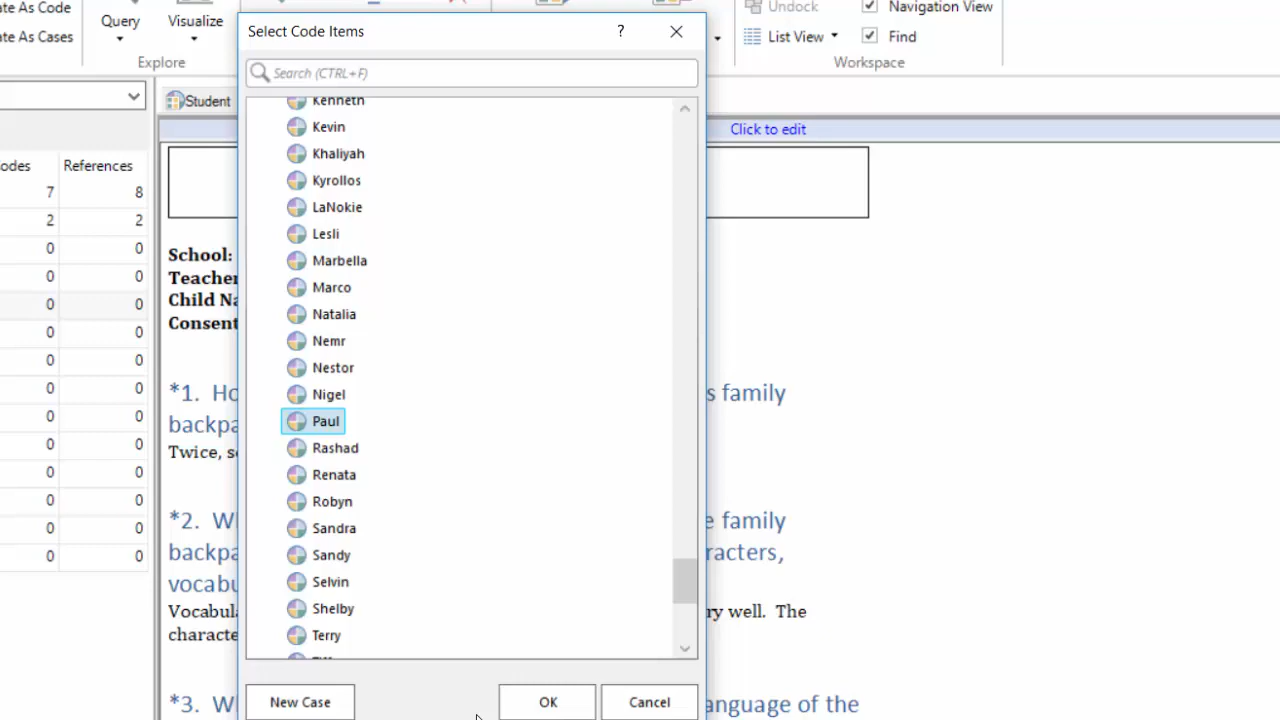 ate As Code
ate As Cases
Query
Visualize
Explore
Select Code Items
?
Undock
Navigation View
List View
Find
Workspace
Search (CTRL+F)
Student
Click to edit
odes
References
7 8
2 2
0 0
0 0
0 0
0 0
0 0
0 0
0 0
0 0
0 0
0 0
0 0
0 0
Kenneth
Kevin
Khaliyah
Kyrollos
LaNokie
Lesli
Marbella
Marco
Natalia
Nemr
Nestor
Nigel
Paul
Rashad
Renata
Robyn
Sandra
Sandy
Selvin
Shelby
Terry
New Case
OK
Cancel
School:
Teacher
Child Na
Consent
*1. Ho s family
backpa
Twice, s
*2. W e family
backpa racters,
vocabu
Vocabula ry well. The
characte
*3. W anguage of the